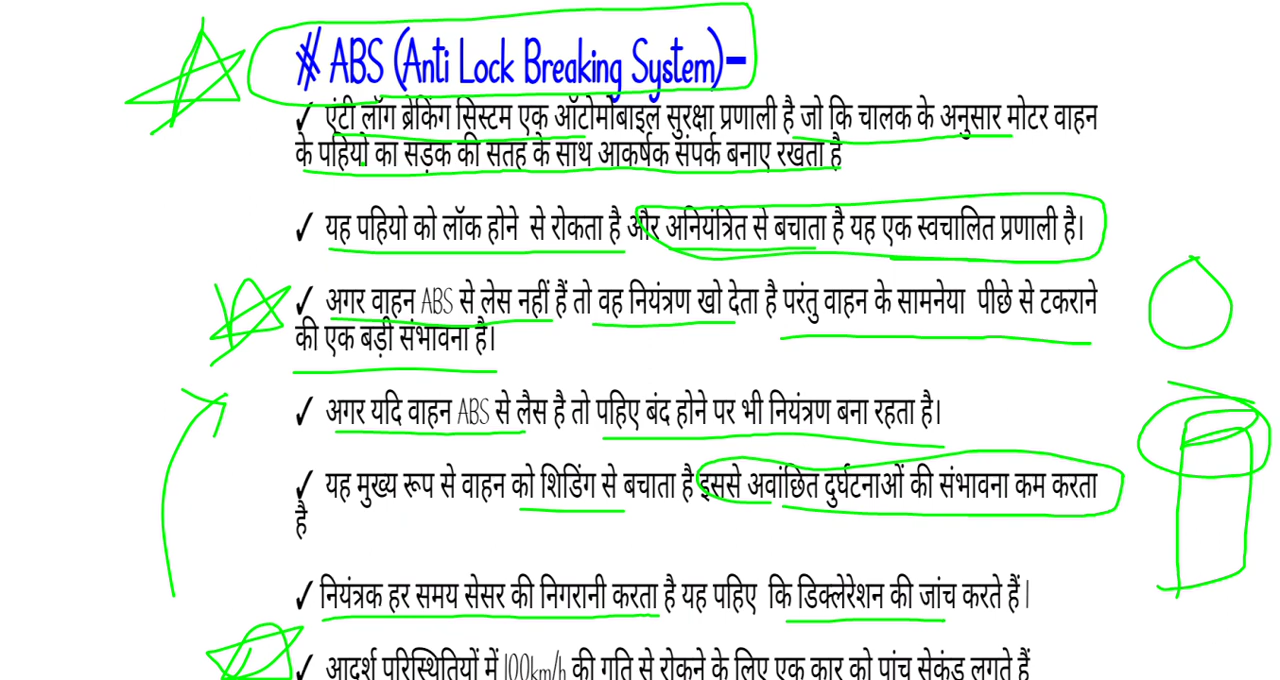 # ABS (Anti Lock Breaking System)-
✓ एंटी लॉग ब्रेकिंग सिस्टम एक ऑटोमोबाइल सुरक्षा प्रणाली है जो कि चालक के अनुसार मोटर वाहन
के पहियो का सड़क की सतह के साथ आकर्षक संपर्क बनाए रखता है
✓ यह पहियो को लॉक होने से रोकता है और अनियंत्रित से बचाता है यह एक स्वचालित प्रणाली है।
✓ अगर वाहन ABS से लेस नहीं हैं तो वह नियंत्रण खो देता है परंतु वाहन के सामनेया पीछे से टकराने
की एक बड़ी संभावना है।
✓ अगर यदि वाहन ABS से लैस है तो पहिए बंद होने पर भी नियंत्रण बना रहता है।
✓ यह मुख्य रूप से वाहन को शिडिंग से बचाता है इससे अवांछित दुर्घटनाओं की संभावना कम करता
है
✓ नियंत्रक हर समय सेसर की निगरानी करता है यह पहिए कि डिक्लेरेशन की जांच करते हैं।
✓ आदर्श परिस्थितियों में 100km/h की गति से रोकने के लिए एक कार को पांच सेकंड लगते हैं